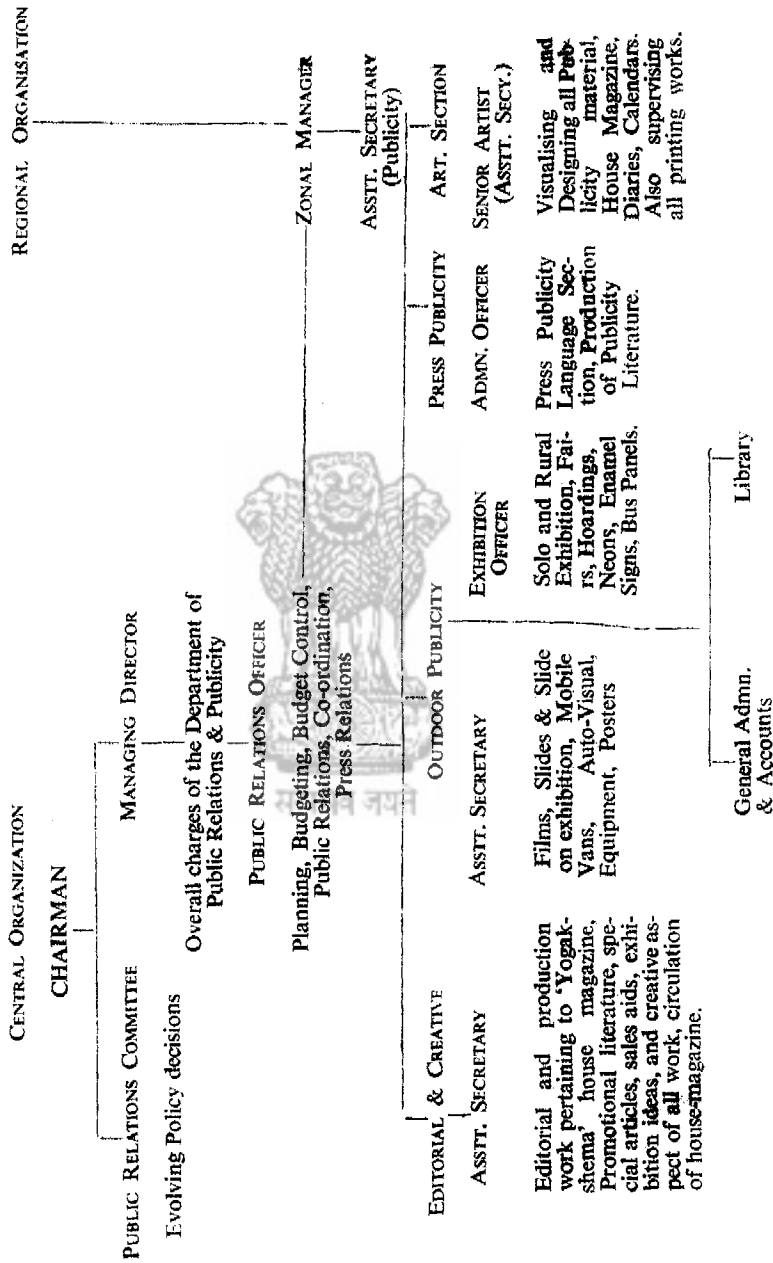 CENTRAL ORGANIZATION
REGIONAL ORGANISATION
CHAIRMAN
PUBLIC RELATIONS COMMITTEE
Evolving Policy decisions
MANAGING DIRECTOR
Overall charges of the Department of
Public Relations & Publicity
PUBLIC RELATIONS OFFICER
Planning, Budgeting, Budget Control,
Public Relations, Co-ordination,
Press Relations
ZONAL MANAGER
ASSTT. SECRETARY
(Publicity)
EDITORIAL & CREATIVE
ASSTT. SECRETARY
Editorial and production
work pertaining to 'Yogak-
shema' house magazine,
Promotional literature, spe-
cial articles, sales aids, exhi-
bition ideas, and creative as-
pect of all work, circulation
of house-magazine.
OUTDOOR PUBLICITY
ASSTT. SECRETARY
Films, Slides & Slide
on exhibition, Mobile
Vans, Auto-Visual,
Equipment, Posters
EXHIBITION
OFFICER
Solo and Rural
Exhibition, Fai-
rs, Hoardings,
Neons, Enamel
Signs, Bus Panels.
PRESS PUBLICITY
ADMN. OFFICER
Press Publicity
Language Sec-
tion, Production
of Publicity
Literature.
ART. SECTION
SENIOR ARTIST
(ASSTT. SECY.)
Visualising and
Designing all Pub-
licity material,
House Magazine,
Diaries, Calendars.
Also supervising
all printing works.
General Admn.
& Accounts
Library
सत्यमेव जयते